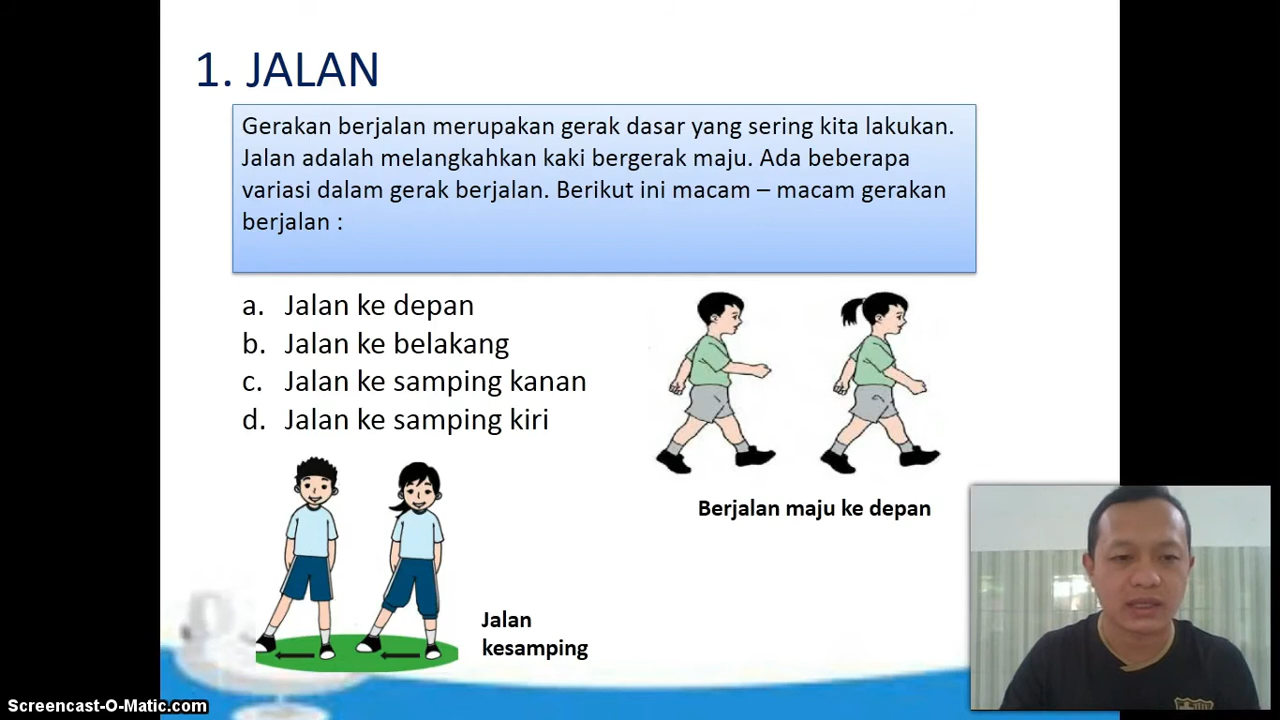 1. JALAN
Gerakan berjalan merupakan gerak dasar yang sering kita lakukan.
Jalan adalah melangkahkan kaki bergerak maju. Ada beberapa
variasi dalam gerak berjalan. Berikut ini macam – macam gerakan
berjalan :
a. Jalan ke depan
b. Jalan ke belakang
c. Jalan ke samping kanan
d. Jalan ke samping kiri
Berjalan maju ke depan
Jalan
kesamping
Screencast-O-Matic.com